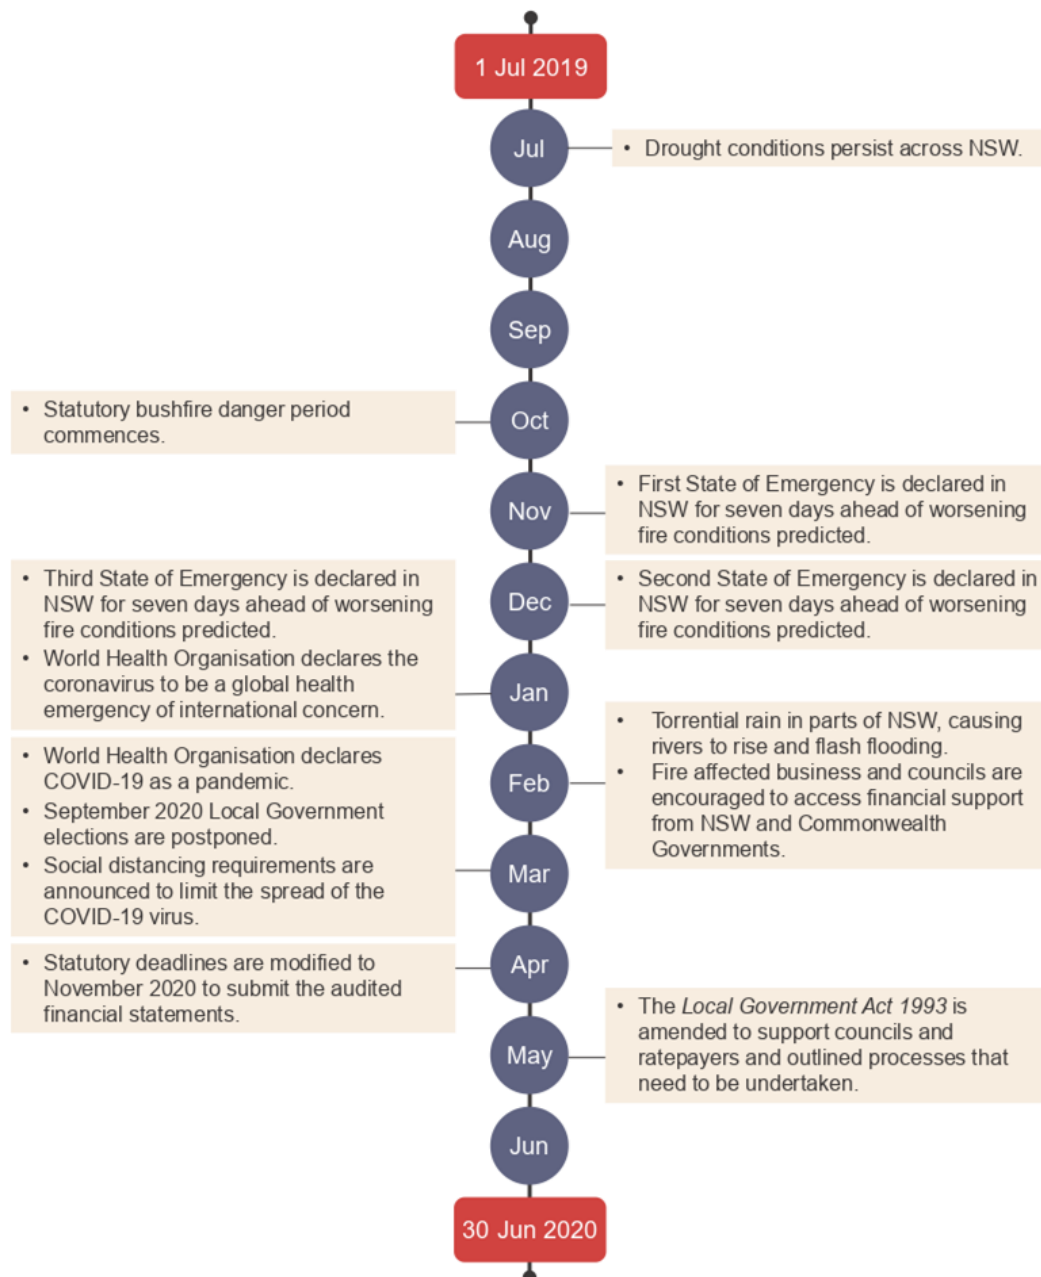 1 Jul 2019
Jul
• Drought conditions persist across NSW.
Aug
Sep
• Statutory bushfire danger period
commences.
Oct
Nov
• First State of Emergency is declared in
NSW for seven days ahead of worsening
fire conditions predicted.
Dec
• Second State of Emergency is declared in
NSW for seven days ahead of worsening
fire conditions predicted.
• Third State of Emergency is declared in
NSW for seven days ahead of worsening
fire conditions predicted.
• World Health Organisation declares the
coronavirus to be a global health
emergency of international concern.
Jan
Feb
• Torrential rain in parts of NSW, causing
rivers to rise and flash flooding.
• Fire affected business and councils are
encouraged to access financial support
from NSW and Commonwealth
Governments.
• World Health Organisation declares
COVID-19 as a pandemic.
• September 2020 Local Government
elections are postponed.
• Social distancing requirements are
announced to limit the spread of the
COVID-19 virus.
Mar
• Statutory deadlines are modified to
November 2020 to submit the audited
financial statements.
Apr
May
• The Local Government Act 1993 is
amended to support councils and
ratepayers and outlined processes that
need to be undertaken.
Jun
30 Jun 2020